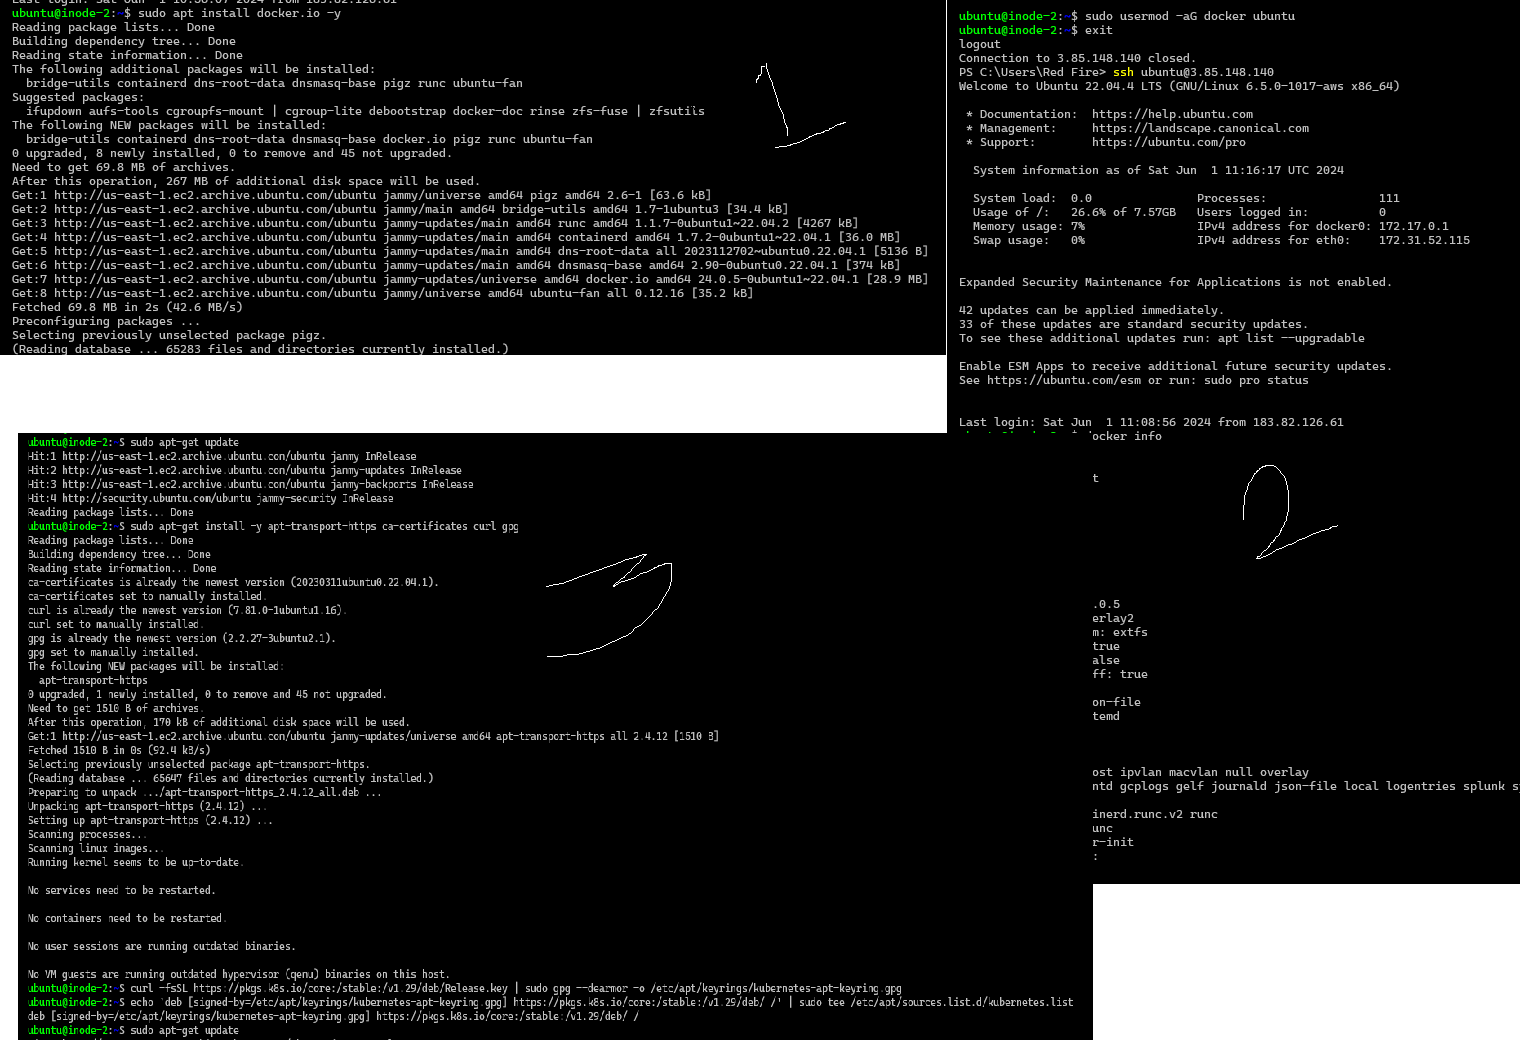 ubuntu@inode-2:~$ sudo apt install docker.io -y
Reading package lists... Done
Building dependency tree... Done
Reading state information... Done
The following additional packages will be installed:
  bridge-utils containerd dns-root-data dnsmasq-base pigz runc ubuntu-fan
Suggested packages:
  ifupdown aufs-tools cgroupfs-mount | cgroup-lite debootstrap docker-doc rinse zfs-fuse | zfsutils
The following NEW packages will be installed:
  bridge-utils containerd dns-root-data dnsmasq-base docker.io pigz runc ubuntu-fan
0 upgraded, 8 newly installed, 0 to remove and 45 not upgraded.
Need to get 69.8 MB of archives.
After this operation, 267 MB of additional disk space will be used.
Get:1 http://us-east-1.ec2.archive.ubuntu.com/ubuntu jammy/universe amd64 pigz amd64 2.6-1 [63.6 kB]
Get:2 http://us-east-1.ec2.archive.ubuntu.com/ubuntu jammy/main amd64 bridge-utils amd64 1.7-1ubuntu3 [34.4 kB]
Get:3 http://us-east-1.ec2.archive.ubuntu.com/ubuntu jammy-updates/main amd64 runc amd64 1.1.7-0ubuntu1~22.04.2 [4267 kB]
Get:4 http://us-east-1.ec2.archive.ubuntu.com/ubuntu jammy-updates/main amd64 containerd amd64 1.7.2-0ubuntu1~22.04.1 [36.0 MB]
Get:5 http://us-east-1.ec2.archive.ubuntu.com/ubuntu jammy-updates/main amd64 dns-root-data all 2023112702~ubuntu0.22.04.1 [5136 B]
Get:6 http://us-east-1.ec2.archive.ubuntu.com/ubuntu jammy-updates/main amd64 dnsmasq-base amd64 2.90-0ubuntu0.22.04.1 [374 kB]
Get:7 http://us-east-1.ec2.archive.ubuntu.com/ubuntu jammy-updates/universe amd64 docker.io amd64 24.0.5-0ubuntu1~22.04.1 [28.9 MB]
Get:8 http://us-east-1.ec2.archive.ubuntu.com/ubuntu jammy/universe amd64 ubuntu-fan all 0.12.16 [35.2 kB]
Fetched 69.8 MB in 2s (42.6 MB/s)
Preconfiguring packages ...
Selecting previously unselected package pigz.
(Reading database ... 65283 files and directories currently installed.)
1
ubuntu@inode-2:~$ sudo usermod -aG docker ubuntu
ubuntu@inode-2:~$ exit
logout
Connection to 3.85.148.140 closed.
PS C:\Users\Red Fire> ssh ubuntu@3.85.148.140
Welcome to Ubuntu 22.04.4 LTS (GNU/Linux 6.5.0-1017-aws x86_64)
 * Documentation:  https://help.ubuntu.com
 * Management:     https://landscape.canonical.com
 * Support:        https://ubuntu.com/pro
  System information as of Sat Jun  1 11:16:17 UTC 2024
  System load:  0.0               Processes:             111
  Usage of /:   26.6% of 7.57GB   Users logged in:       0
  Memory usage: 7%                IPv4 address for docker0: 172.17.0.1
  Swap usage:   0%                IPv4 address for eth0:    172.31.52.115
Expanded Security Maintenance for Applications is not enabled.
42 updates can be applied immediately.
33 of these updates are standard security updates.
To see these additional updates run: apt list --upgradable
Enable ESM Apps to receive additional future security updates.
See https://ubuntu.com/esm or run: sudo pro status
Last login: Sat Jun  1 11:08:56 2024 from 183.82.126.61
docker info
t
2
.0.5
erlay2
m: extfs
true
alse
ff: true
on-file
temd
ost ipvlan macvlan null overlay
ntd gcplogs gelf journald json-file local logentries splunk
inerd.runc.v2 runc
unc
r-init
:
ubuntu@inode-2:~$ sudo apt-get update
Hit:1 http://us-east-1.ec2.archive.ubuntu.com/ubuntu jammy InRelease
Hit:2 http://us-east-1.ec2.archive.ubuntu.com/ubuntu jammy-updates InRelease
Hit:3 http://us-east-1.ec2.archive.ubuntu.com/ubuntu jammy-backports InRelease
Hit:4 http://security.ubuntu.com/ubuntu jammy-security InRelease
Reading package lists... Done
ubuntu@inode-2:~$ sudo apt-get install -y apt-transport-https ca-certificates curl gpg
Reading package lists... Done
Building dependency tree... Done
Reading state information... Done
ca-certificates is already the newest version (20230311ubuntu0.22.04.1).
ca-certificates set to manually installed.
curl is already the newest version (7.81.0-1ubuntu1.16).
curl set to manually installed.
gpg is already the newest version (2.2.27-3ubuntu2.1).
gpg set to manually installed.
The following NEW packages will be installed:
  apt-transport-https
0 upgraded, 1 newly installed, 0 to remove and 45 not upgraded.
Need to get 1510 B of archives.
After this operation, 170 kB of additional disk space will be used.
Get:1 http://us-east-1.ec2.archive.ubuntu.com/ubuntu jammy-updates/universe amd64 apt-transport-https all 2.4.12 [1510 B]
Fetched 1510 B in 0s (92.4 kB/s)
Selecting previously unselected package apt-transport-https.
(Reading database ... 65647 files and directories currently installed.)
Preparing to unpack .../apt-transport-https_2.4.12_all.deb ...
Unpacking apt-transport-https (2.4.12) ...
Setting up apt-transport-https (2.4.12) ...
Scanning processes...
Scanning linux images...
Running kernel seems to be up-to-date.
No services need to be restarted.
No containers need to be restarted.
No user sessions are running outdated binaries.
No VM guests are running outdated hypervisor (qemu) binaries on this host.
ubuntu@inode-2:~$ curl -fsSL https://pkgs.k8s.io/core:/stable:/v1.29/deb/Release.key | sudo gpg --dearmor -o /etc/apt/keyrings/kubernetes-apt-keyring.gpg
ubuntu@inode-2:~$ echo 'deb [signed-by=/etc/apt/keyrings/kubernetes-apt-keyring.gpg] https://pkgs.k8s.io/core:/stable:/v1.29/deb/ /' | sudo tee /etc/apt/sources.list.d/kubernetes.list
deb [signed-by=/etc/apt/keyrings/kubernetes-apt-keyring.gpg] https://pkgs.k8s.io/core:/stable:/v1.29/deb/ /
ubuntu@inode-2:~$ sudo apt-get update
3